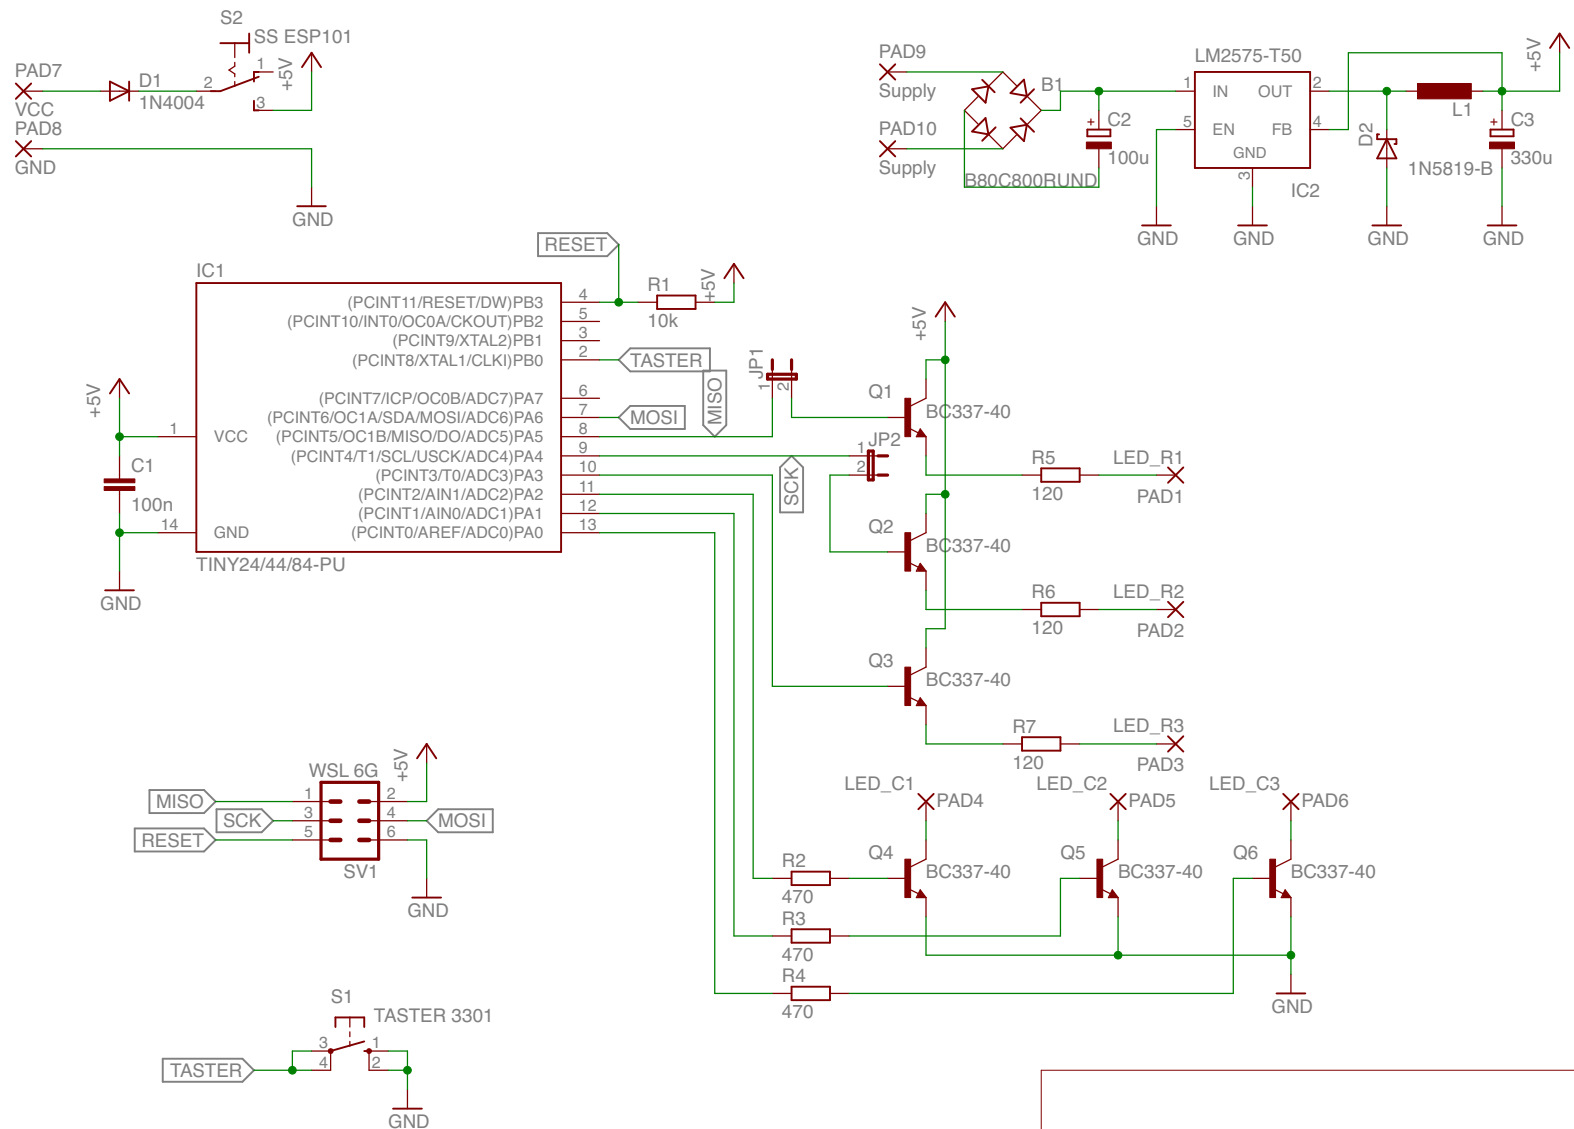 S2
SS ESP101
PAD7
VCC
D1
1N4004
2
1
3
+5V
PAD8
GND
GND
PAD9
Supply
PAD10
Supply
B1
B80C800RUND
+
C2
100u
LM2575-T50
1 IN OUT 2
5 EN FB 4
GND
3
IC2
GND
GND
D2
1N5819-B
GND
L1
+
C3
330u
GND
+5V
RESET
IC1
(PCINT11/RESET/DW)PB3 4
(PCINT10/INT0/OC0A/CKOUT)PB2 5
(PCINT9/XTAL2)PB1 3
(PCINT8/XTAL1/CLKI)PB0 2
(PCINT7/ICP/OC0B/ADC7)PA7 6
(PCINT6/OC1A/SDA/MOSI/ADC6)PA6 7
(PCINT5/OC1B/MISO/DO/ADC5)PA5 8
(PCINT4/T1/SCL/USCK/ADC4)PA4 9
(PCINT3/T0/ADC3)PA3 10
(PCINT2/AIN1/ADC2)PA2 11
(PCINT1/AIN0/ADC1)PA1 12
(PCINT0/AREF/ADC0)PA0 13
1 VCC
14 GND
TINY24/44/84-PU
+5V
C1
100n
GND
R1
10k
+5V
TASTER
MOSI
MISO
SCK
JP1
1
2
JP2
1
2
+5V
Q1
BC337-40
R5
120
LED_R1
PAD1
Q2
BC337-40
R6
120
LED_R2
PAD2
Q3
BC337-40
R7
120
LED_R3
PAD3
LED_C1
PAD4
LED_C2
PAD5
LED_C3
PAD6
R2
470
Q4
BC337-40
Q5
BC337-40
Q6
BC337-40
R3
470
R4
470
GND
WSL 6G
+5V
MISO
SCK
RESET
1
3
5
2
4
6
MOSI
SV1
GND
S1
TASTER 3301
TASTER
3
4
1
2
GND